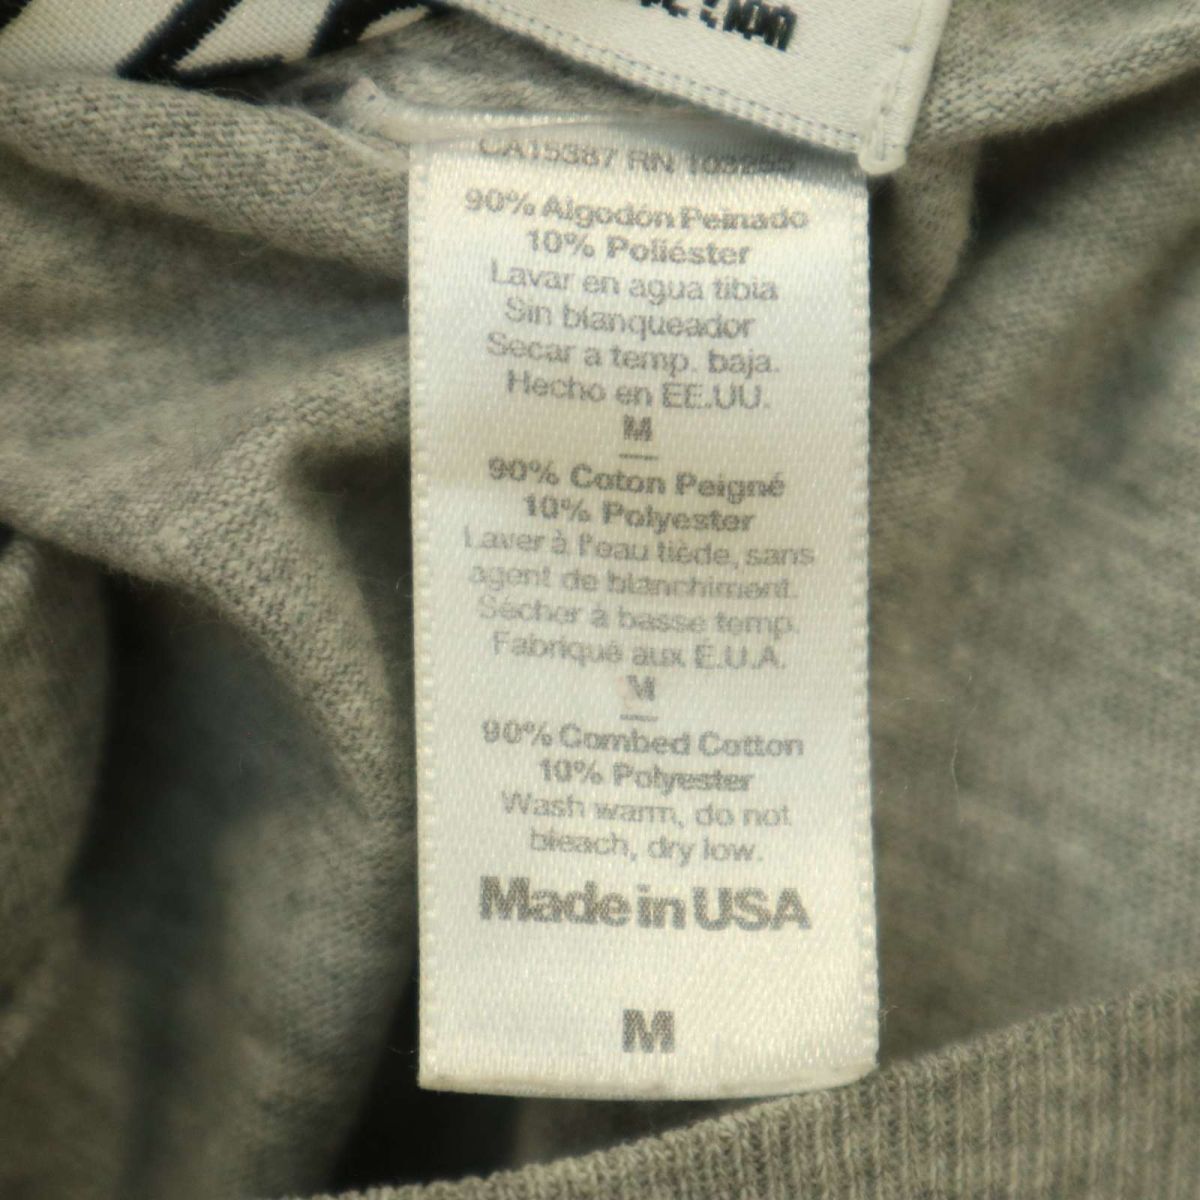 CA15387 RN 103255
90% Algodón Peinado
10% Poliéster
Lavar en agua tibia
Sin blanqueador
Secar a temp. baja.
Hecho en EE.UU.
M
90% Coton Peigné
10% Polyester
Laver à l'eau tiède, sans
agent de blanchiment.
Sécher à basse temp.
Fabriqué aux E.U.A.
M
90% Combed Cotton
10% Polyester
Wash warm, do not
bleach, dry low.
Made in USA
M